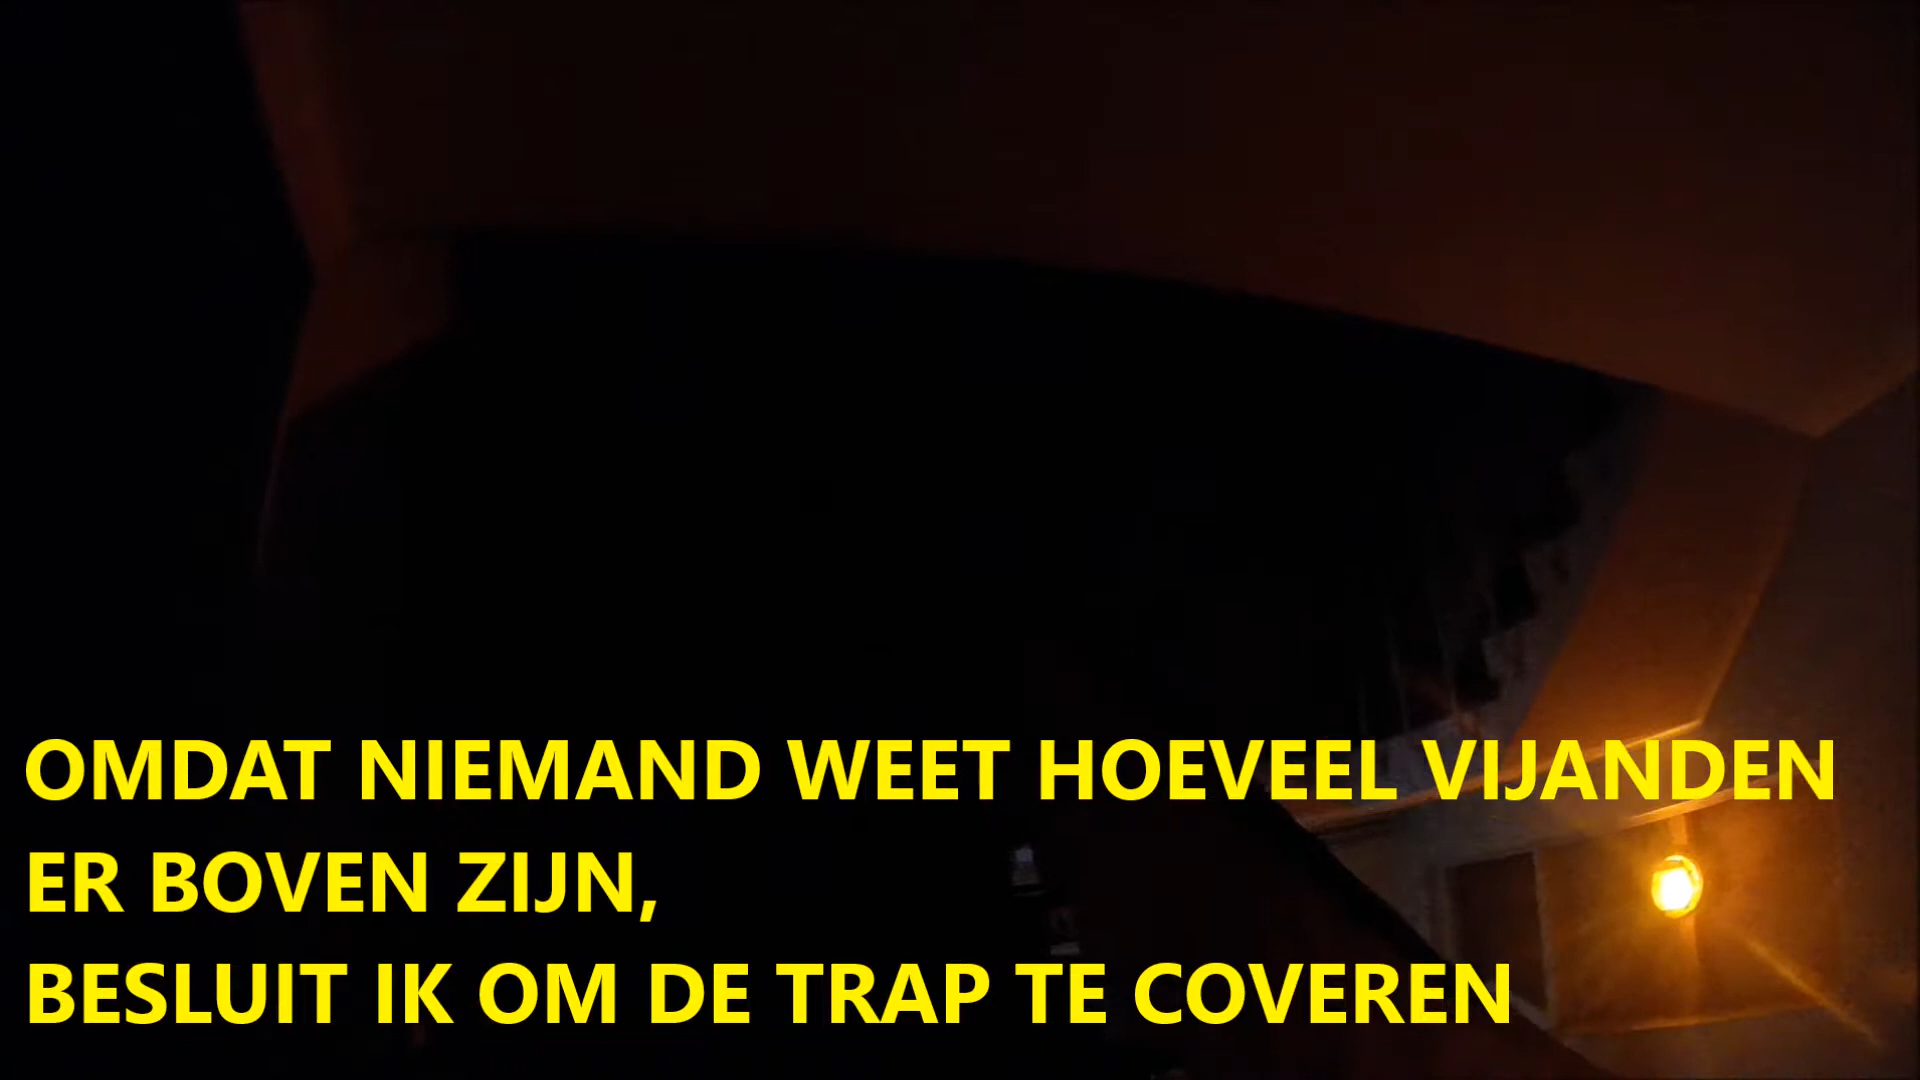 OMDAT NIEMAND WEET HOEVEEL VIJANDEN
ER BOVEN ZIJN,
BESLUIT IK OM DE TRAP TE COVEREN